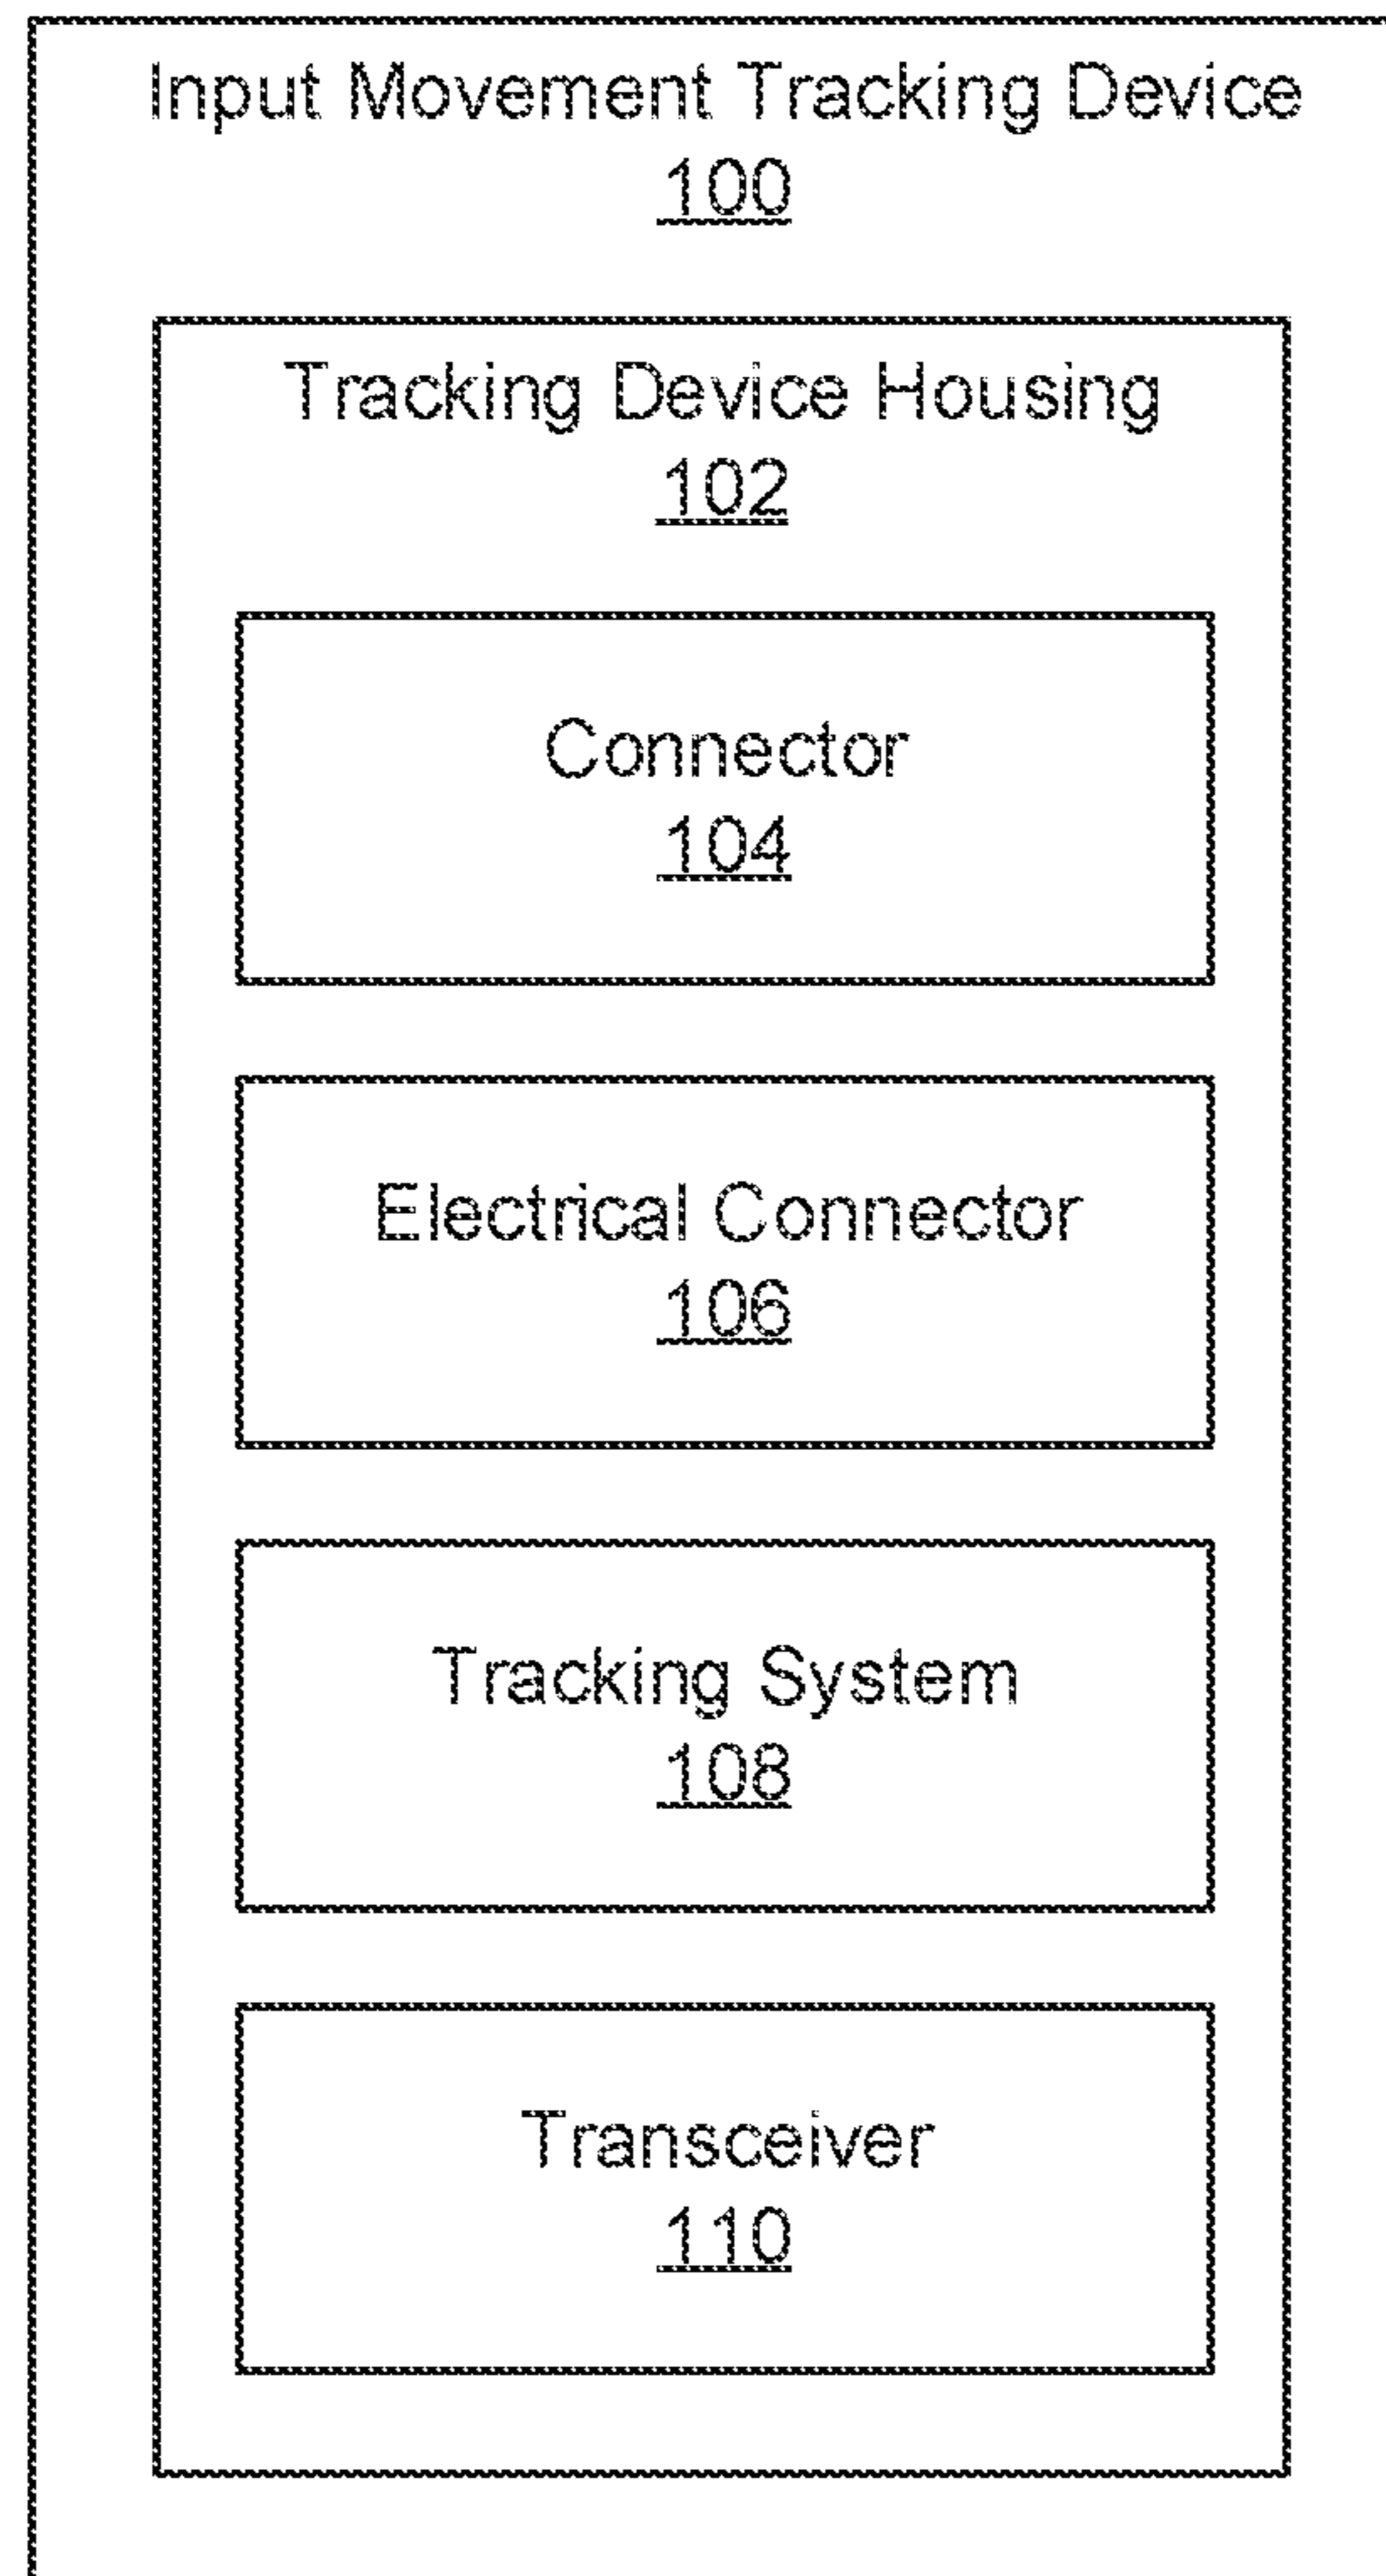 Input Movement Tracking Device
100
Tracking Device Housing
102
Connector
104
Electrical Connector
106
Tracking System
108
Transceiver
110